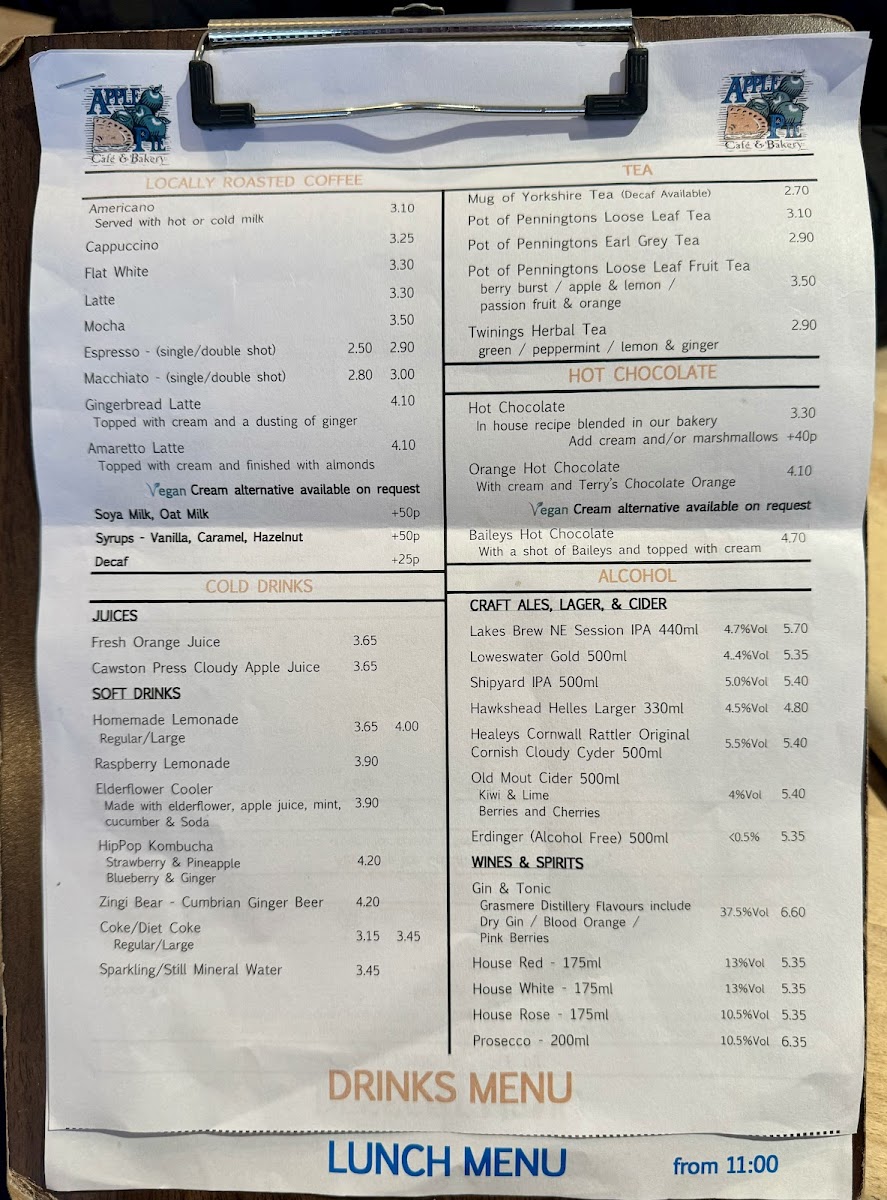 APPLE
PIE
Café & Bakery
APPLE
PIE
Café & Bakery
LOCALLY ROASTED COFFEE
Americano 3.10
Served with hot or cold milk
Cappuccino 3.25
Flat White 3.30
Latte 3.30
Mocha 3.50
Espresso - (single/double shot) 2.50 2.90
Macchiato - (single/double shot) 2.80 3.00
Gingerbread Latte 4.10
Topped with cream and a dusting of ginger
Amaretto Latte 4.10
Topped with cream and finished with almonds
Vegan Cream alternative available on request
Soya Milk, Oat Milk +50p
Syrups - Vanilla, Caramel, Hazelnut +50p
Decaf +25p
COLD DRINKS
JUICES
Fresh Orange Juice 3.65
Cawston Press Cloudy Apple Juice 3.65
SOFT DRINKS
Homemade Lemonade 3.65 4.00
Regular/Large
Raspberry Lemonade 3.90
Elderflower Cooler
Made with elderflower, apple juice, mint, 3.90
cucumber & Soda
HipPop Kombucha
Strawberry & Pineapple 4.20
Blueberry & Ginger
Zingi Bear - Cumbrian Ginger Beer 4.20
Coke/Diet Coke 3.15 3.45
Regular/Large
Sparkling/Still Mineral Water 3.45
TEA
Mug of Yorkshire Tea (Decaf Available) 2.70
Pot of Penningtons Loose Leaf Tea 3.10
Pot of Penningtons Earl Grey Tea 2.90
Pot of Penningtons Loose Leaf Fruit Tea
berry burst / apple & lemon / 3.50
passion fruit & orange
Twinings Herbal Tea 2.90
green / peppermint / lemon & ginger
HOT CHOCOLATE
Hot Chocolate 3.30
In house recipe blended in our bakery
Add cream and/or marshmallows +40p
Orange Hot Chocolate 4.10
With cream and Terry's Chocolate Orange
Vegan Cream alternative available on request
Baileys Hot Chocolate 4.70
With a shot of Baileys and topped with cream
ALCOHOL
CRAFT ALES, LAGER, & CIDER
Lakes Brew NE Session IPA 440ml 4.7%Vol 5.70
Loweswater Gold 500ml 4..4%Vol 5.35
Shipyard IPA 500ml 5.0%Vol 5.40
Hawkshead Helles Larger 330ml 4.5%Vol 4.80
Healeys Cornwall Rattler Original
Cornish Cloudy Cyder 500ml 5.5%Vol 5.40
Old Mout Cider 500ml
Kiwi & Lime 4%Vol 5.40
Berries and Cherries
Erdinger (Alcohol Free) 500ml <0.5% 5.35
WINES & SPIRITS
Gin & Tonic
Grasmere Distillery Flavours include 37.5%Vol 6.60
Dry Gin / Blood Orange /
Pink Berries
House Red - 175ml 13%Vol 5.35
House White - 175ml 13%Vol 5.35
House Rose - 175ml 10.5%Vol 5.35
Prosecco - 200ml 10.5%Vol 6.35
DRINKS MENU
LUNCH MENU from 11:00